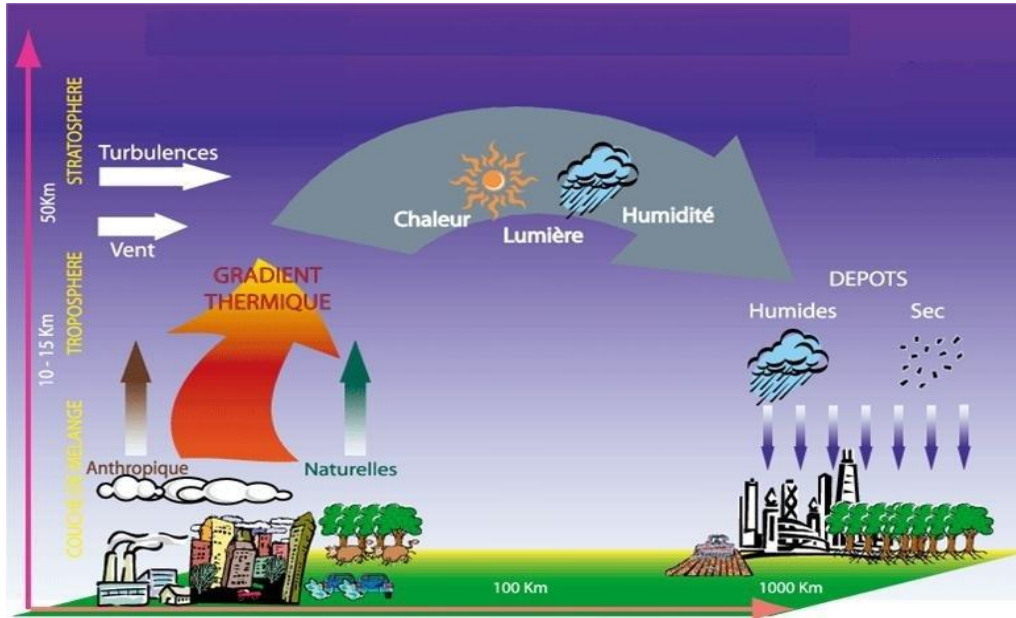 STRATOSPHERE
50Km
TROPOSPHERE
10 - 15 Km
COUCHE DE MELANGE
Turbulences
Vent
GRADIENT
THERMIQUE
Anthropique
Naturelles
Chaleur
Lumière
Humidité
DEPOTS
Humides
Sec
100 Km
1000 Km